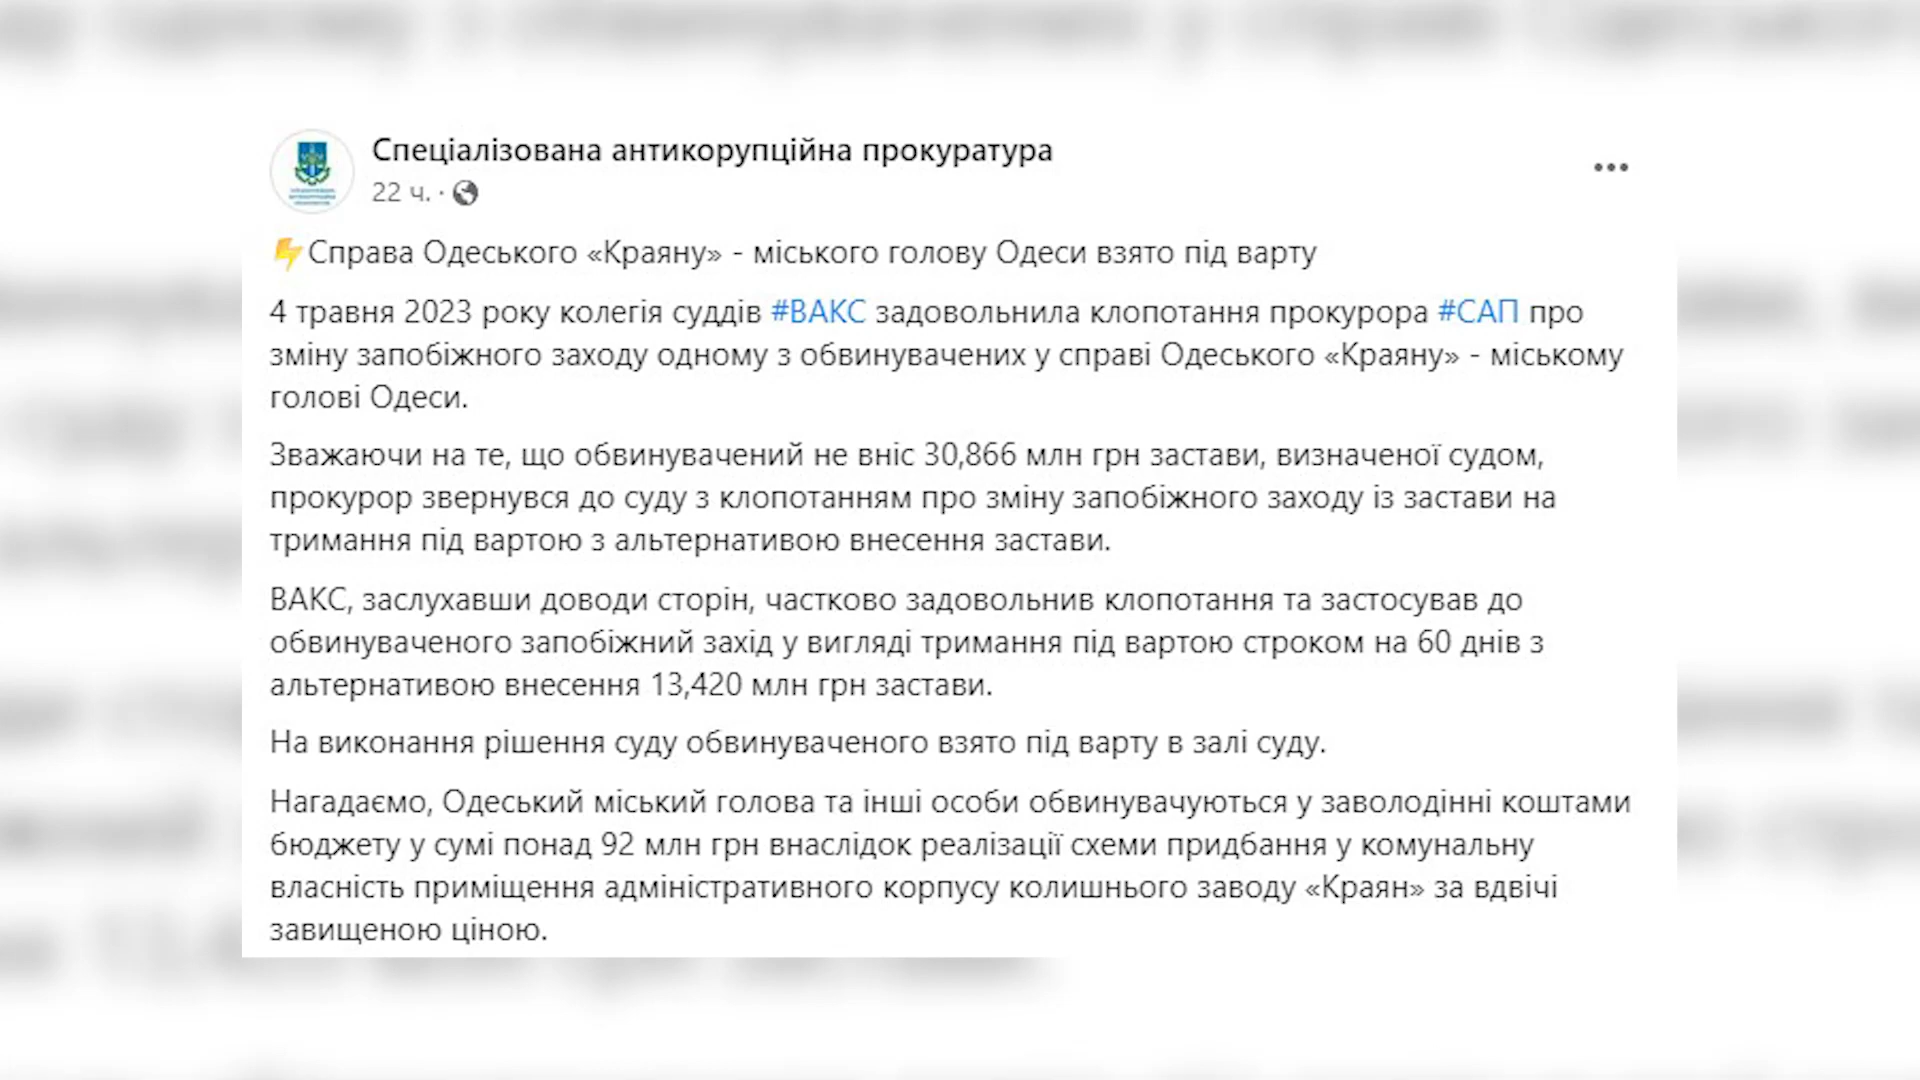 Спеціалізована антикорупційна прокуратура
22 ч. ·
⚡Справа Одеського «Краяну» - міського голову Одеси взято під варту
4 травня 2023 року колегія суддів #ВАКС задовольнила клопотання прокурора #САП про
зміну запобіжного заходу одному з обвинувачених у справі Одеського «Краяну» - міському
голові Одеси.
Зважаючи на те, що обвинувачений не вніс 30,866 млн грн застави, визначеної судом,
прокурор звернувся до суду з клопотанням про зміну запобіжного заходу із застави на
тримання під вартою з альтернативою внесення застави.
ВАКС, заслухавши доводи сторін, частково задовольнив клопотання та застосував до
обвинуваченого запобіжний захід у вигляді тримання під вартою строком на 60 днів з
альтернативою внесення 13,420 млн грн застави.
На виконання рішення суду обвинуваченого взято під варту в залі суду.
Нагадаємо, Одеський міський голова та інші особи обвинувачуються у заволодінні коштами
бюджету у сумі понад 92 млн грн внаслідок реалізації схеми придбання у комунальну
власність приміщення адміністративного корпусу колишнього заводу «Краян» за вдвічі
завищеною ціною.